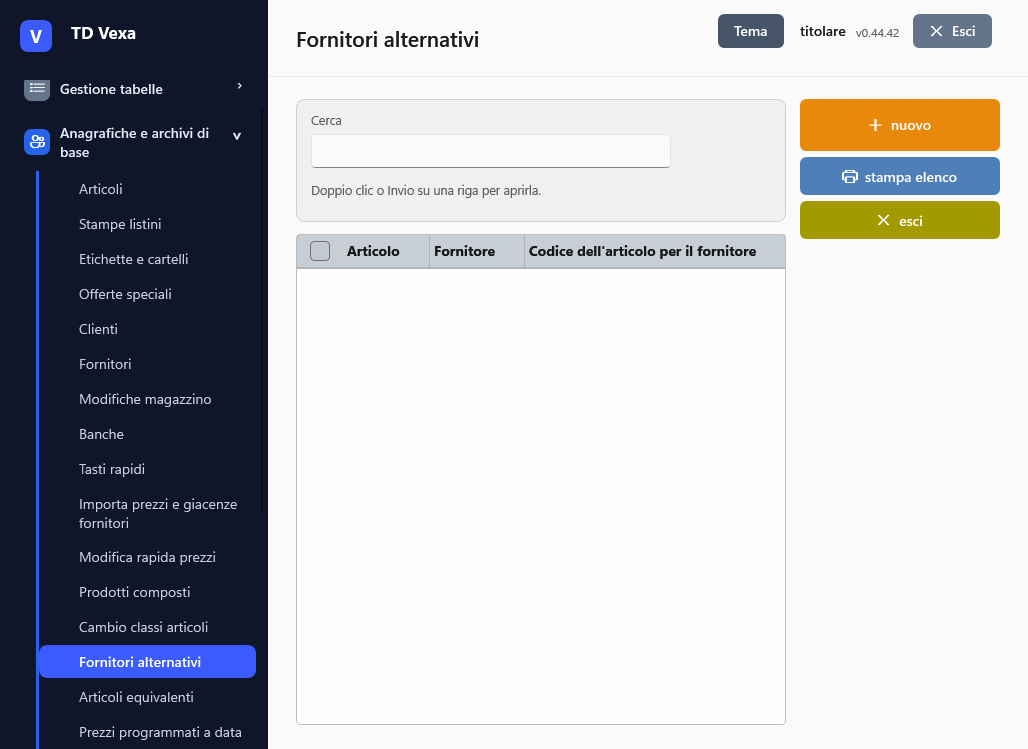 V
TD Vexa
Gestione tabelle
Anagrafiche e archivi di
base
Articoli
Stampe listini
Etichette e cartelli
Offerte speciali
Clienti
Fornitori
Modifiche magazzino
Banche
Tasti rapidi
Importa prezzi e giacenze
fornitori
Modifica rapida prezzi
Prodotti composti
Cambio classi articoli
Fornitori alternativi
Articoli equivalenti
Prezzi programmati a data
Fornitori alternativi
Tema
titolare
v0.44.42
Esci
Cerca
Doppio clic o Invio su una riga per aprirla.
Articolo
Fornitore
Codice dell'articolo per il fornitore
nuovo
stampa elenco
esci